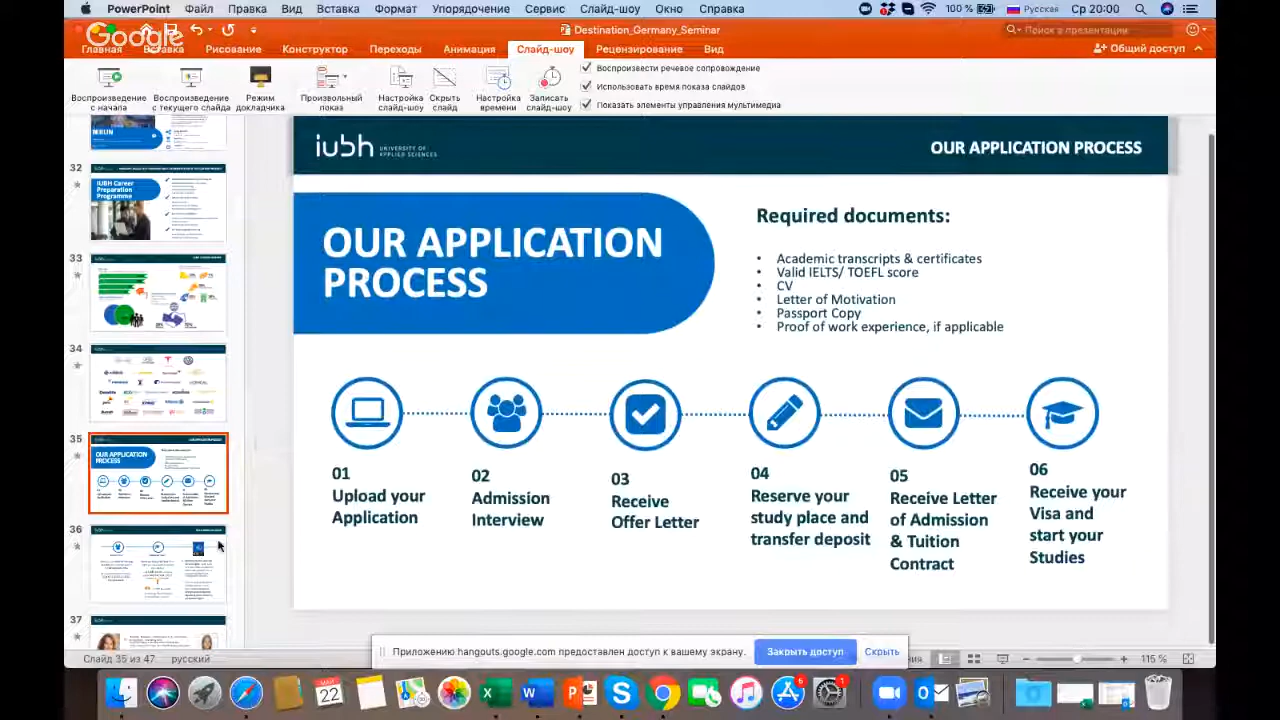 PowerPoint Файл Правка Вид Вставка Формат Упорядочение Сервис Слайд-шоу Окно Справка 1 100 % Русская Ср 20:00
Google
Destination_Germany_Seminar
Поиск в презентации
Главная Вставка Рисование Конструктор Переходы Анимация Слайд-шоу Рецензирование Вид Общий доступ
Воспроизведение с начала
Воспроизведение с текущего слайда
Режим докладчика
Произвольный показ
Настройка слайд-шоу
Скрыть слайд
Настройка времени
Записать слайд-шоу
Воспроизвести речевое сопровождение
Использовать время показа слайдов
Показать элементы управления мультимедиа
32
IUBH Career
Preparation
Programme
33
34
35
OUR APPLICATION
PROCESS
36
37
iubh UNIVERSITY OF
APPLIED SCIENCES
OUR APPLICATION PROCESS
OUR APPLICATION
PROCESS
Required documents:
• Academic transcripts & certificates
• Valid IELTS/ TOEFL score
• CV
• Letter of Motivation
• Passport Copy
• Proof of work experience, if applicable
01
Upload your
Application
02
Admission
Interview
03
Receive
Offer Letter
04
Reserve your
study place and
transfer deposit
05
Receive Letter
of Admission
& Tuition
Contract
06
Receive your
Visa and
start your
Studies
Приложению hangouts.google.com предоставлен доступ к вашему экрану. Закрыть доступ Скрыть
Слайд 35 из 47 русский
115 %
МАЙ
22
6
1